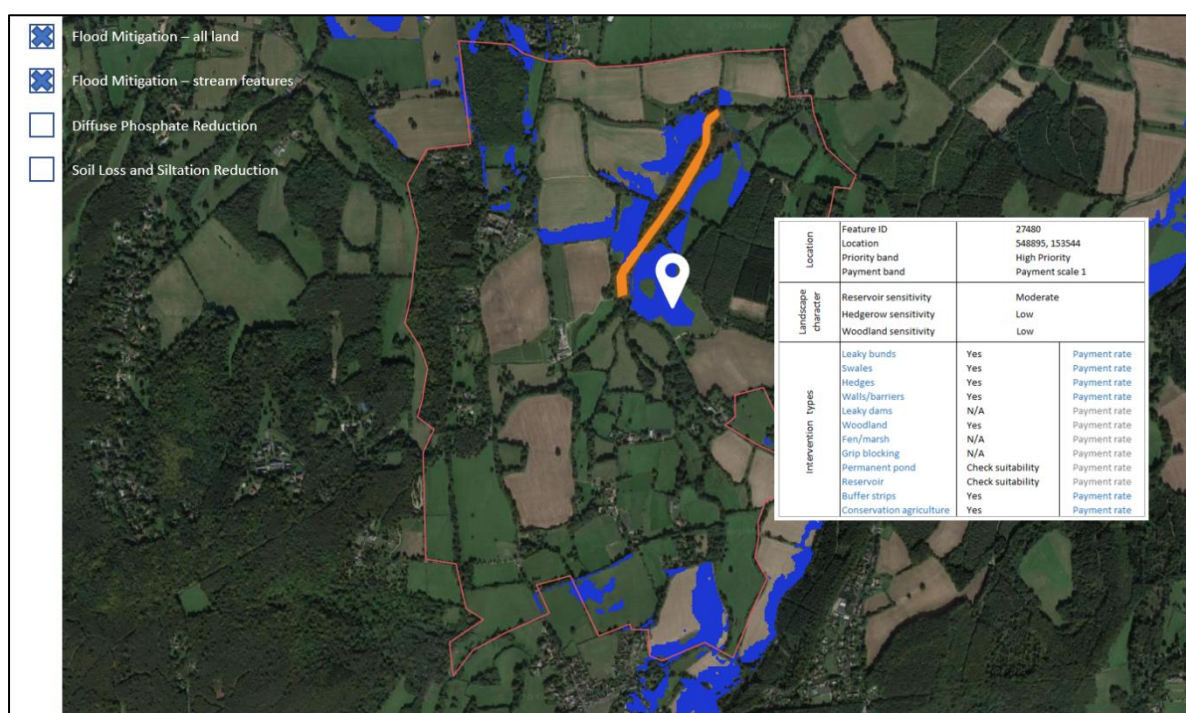 Flood Mitigation – all land
Flood Mitigation – stream features
Diffuse Phosphate Reduction
Soil Loss and Siltation Reduction
Location
Feature ID 27480
Location 548895, 153544
Priority band High Priority
Payment band Payment scale 1
Landscape character
Reservoir sensitivity Moderate
Hedgerow sensitivity Low
Woodland sensitivity Low
Intervention types
Leaky bunds Yes Payment rate
Swales Yes Payment rate
Hedges Yes Payment rate
Walls/barriers Yes Payment rate
Leaky dams N/A Payment rate
Woodland Yes Payment rate
Fen/marsh N/A Payment rate
Grip blocking N/A Payment rate
Permanent pond Check suitability Payment rate
Reservoir Check suitability Payment rate
Buffer strips Yes Payment rate
Conservation agriculture Yes Payment rate